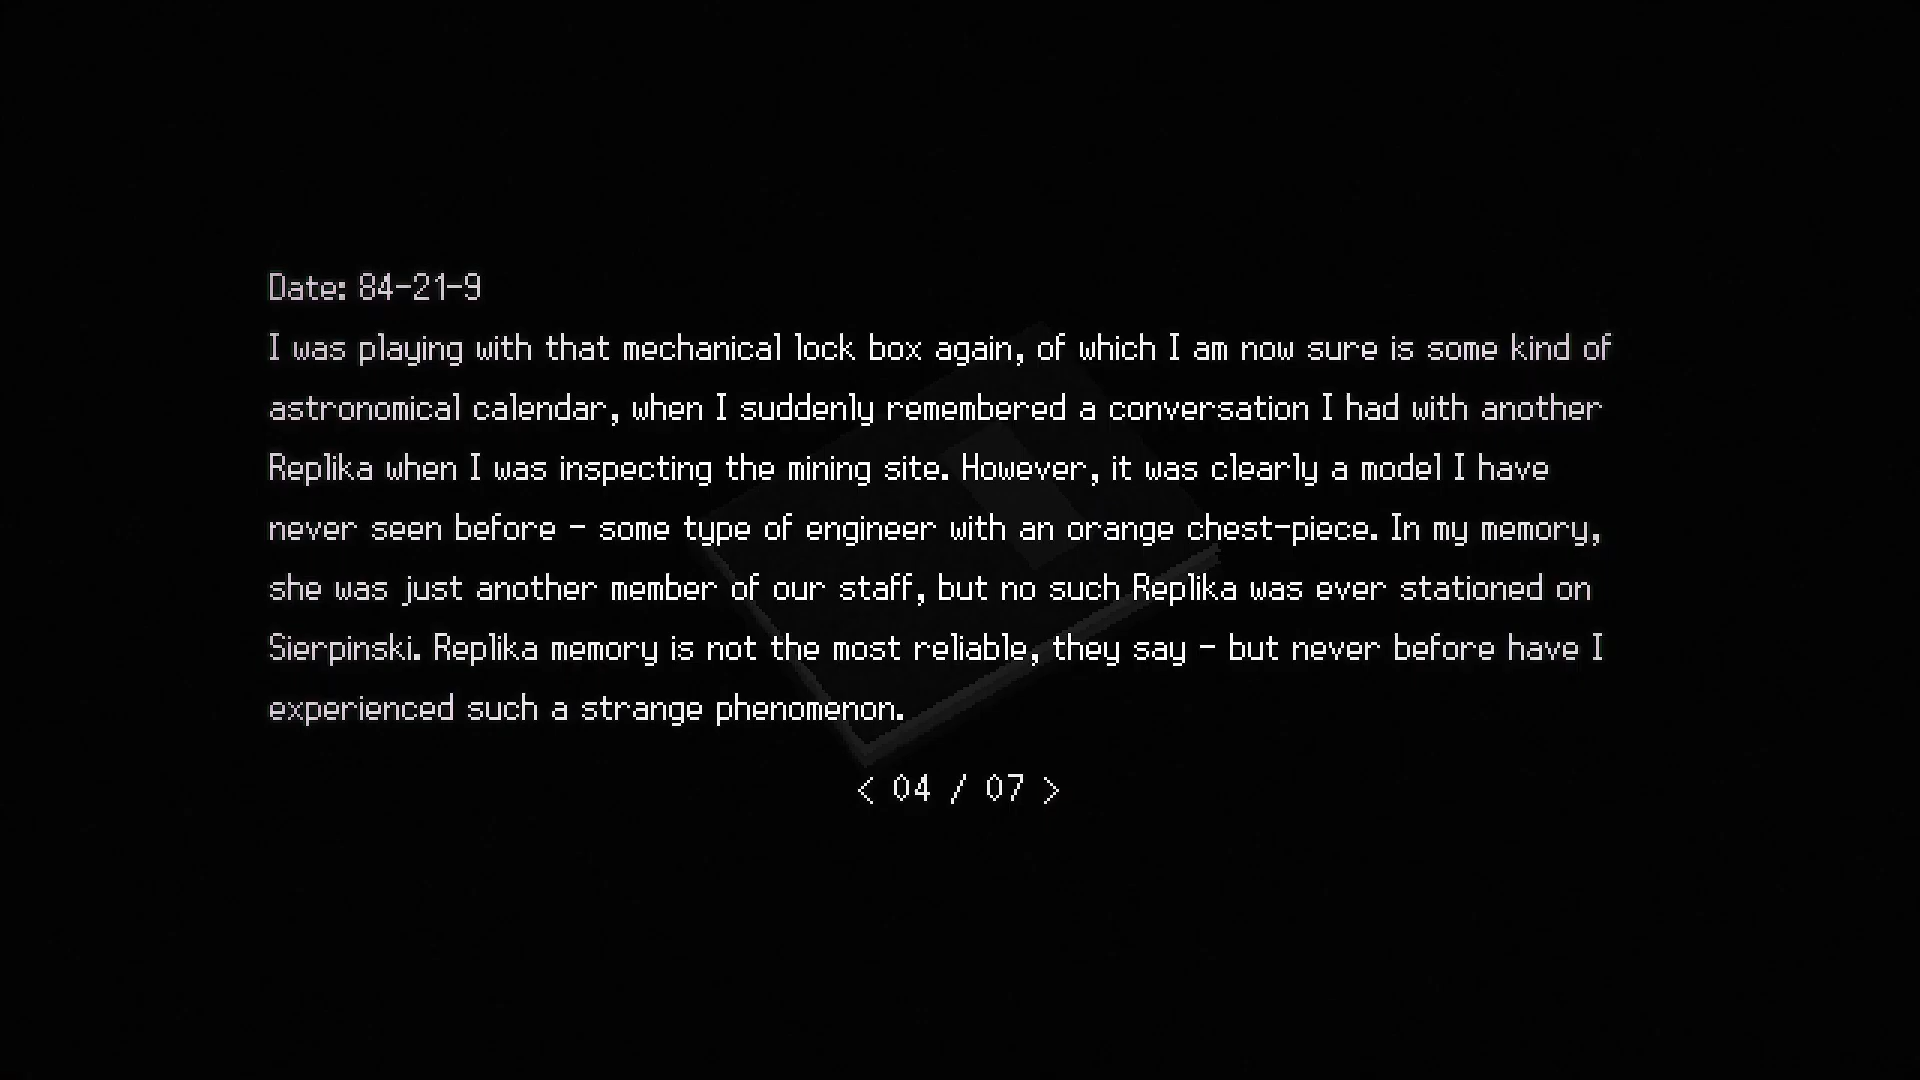 Date: 84-21-9
I was playing with that mechanical lock box again, of which I am now sure is some kind of
astronomical calendar, when I suddenly remembered a conversation I had with another
Replika when I was inspecting the mining site. However, it was clearly a model I have
never seen before - some type of engineer with an orange chest-piece. In my memory,
she was just another member of our staff, but no such Replika was ever stationed on
Sierpinski. Replika memory is not the most reliable, they say - but never before have I
experienced such a strange phenomenon.
< 04 / 07 >